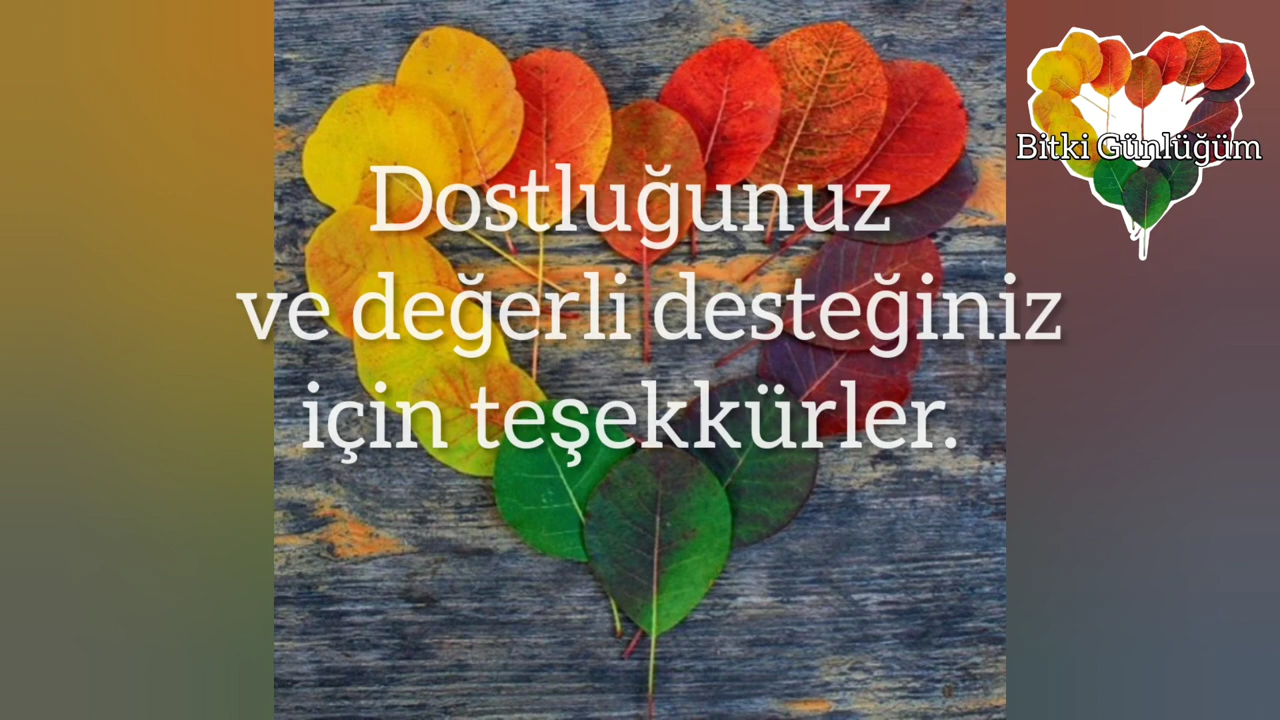 Bitki Günlüğüm
Dostluğunuz
ve değerli desteğiniz
için teşekkürler.